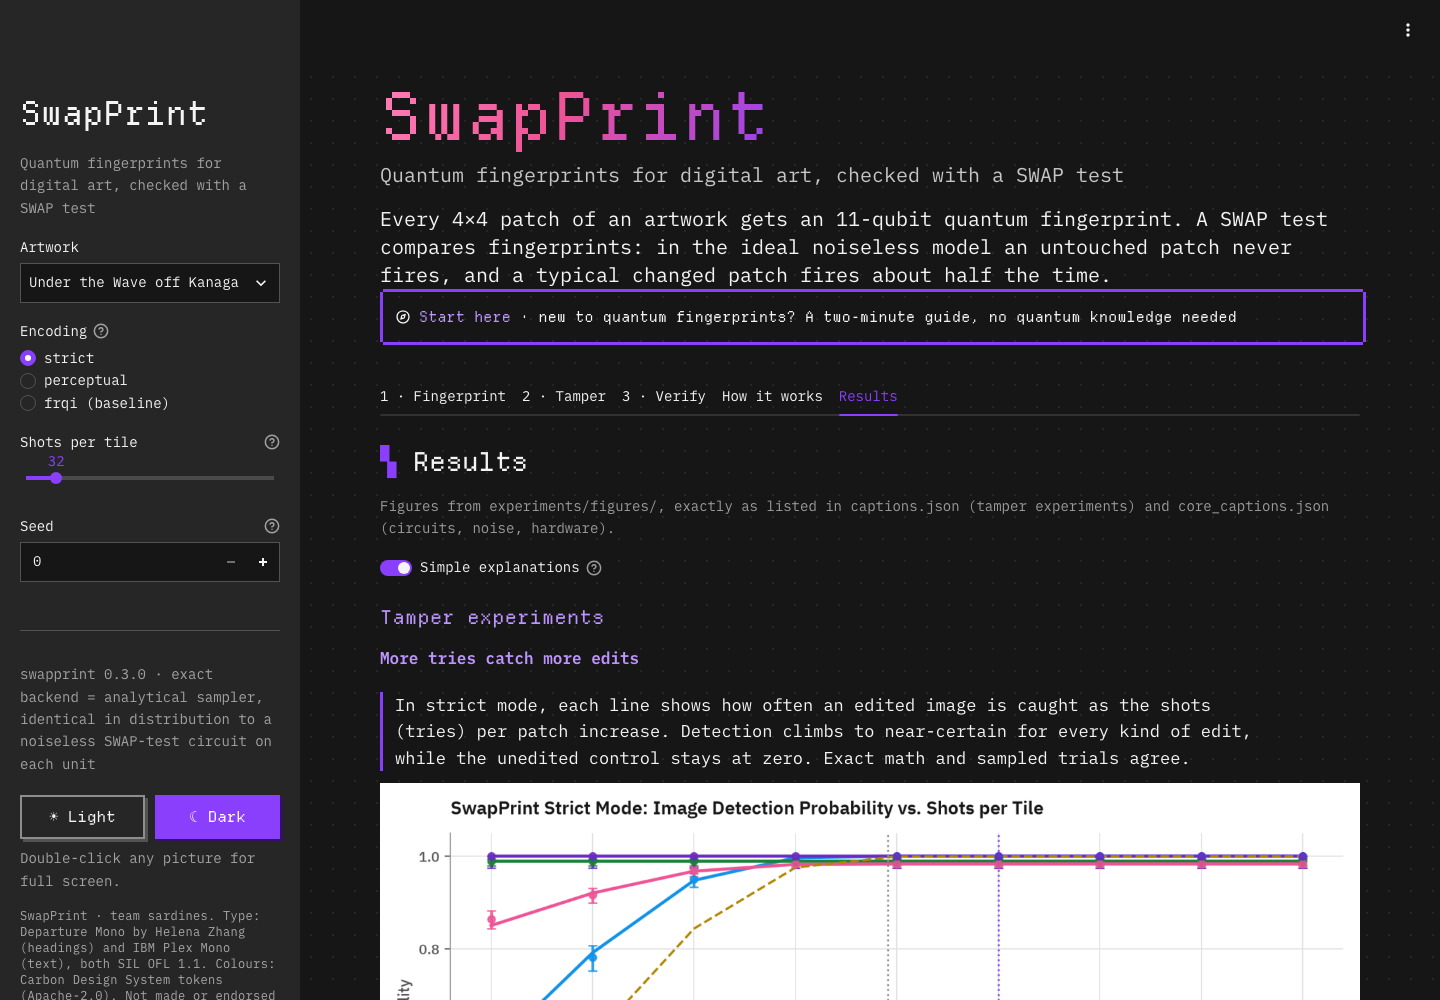 SwapPrint
Quantum fingerprints for
digital art, checked with a
SWAP test
Artwork
Under the Wave off Kanaga
Encoding
strict
perceptual
frqi (baseline)
Shots per tile
32
Seed
0
swapprint 0.3.0 · exact
backend = analytical sampler,
identical in distribution to a
noiseless SWAP-test circuit on
each unit
☀ Light
☾ Dark
Double-click any picture for
full screen.
SwapPrint · team sardines. Type:
Departure Mono by Helena Zhang
(headings) and IBM Plex Mono
(text), both SIL OFL 1.1. Colours:
Carbon Design System tokens
(Apache-2.0). Not made or endorsed
SwapPrint
Quantum fingerprints for digital art, checked with a SWAP test
Every 4×4 patch of an artwork gets an 11-qubit quantum fingerprint. A SWAP test
compares fingerprints: in the ideal noiseless model an untouched patch never
fires, and a typical changed patch fires about half the time.
Start here · new to quantum fingerprints? A two-minute guide, no quantum knowledge needed
1 · Fingerprint 2 · Tamper 3 · Verify How it works Results
Results
Figures from experiments/figures/, exactly as listed in captions.json (tamper experiments) and core_captions.json
(circuits, noise, hardware).
Simple explanations
Tamper experiments
More tries catch more edits
In strict mode, each line shows how often an edited image is caught as the shots
(tries) per patch increase. Detection climbs to near-certain for every kind of edit,
while the unedited control stays at zero. Exact math and sampled trials agree.
SwapPrint Strict Mode: Image Detection Probability vs. Shots per Tile
1.0
0.8